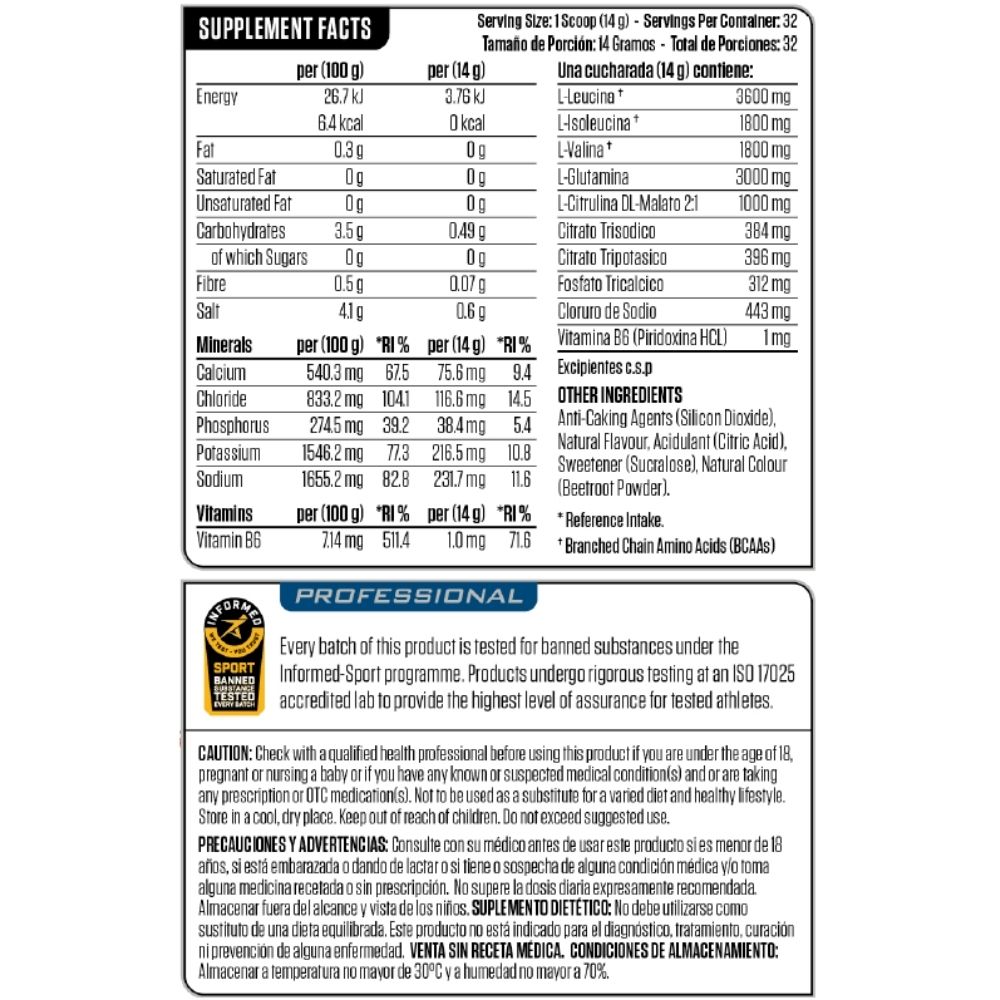 SUPPLEMENT FACTS
Serving Size: 1 Scoop (14 g) - Servings Per Container: 32
Tamaño de Porción: 14 Gramos - Total de Porciones: 32
per (100 g) per (14 g)
Energy 26.7 kJ 3.76 kJ
6.4 kcal 0 kcal
Fat 0.3 g 0 g
Saturated Fat 0 g 0 g
Unsaturated Fat 0 g 0 g
Carbohydrates 3.5 g 0.49 g
of which Sugars 0 g 0 g
Fibre 0.5 g 0.07 g
Salt 4.1 g 0.6 g
Minerals per (100 g) *RI % per (14 g) *RI %
Calcium 540.3 mg 67.5 75.6 mg 9.4
Chloride 833.2 mg 104.1 116.6 mg 14.5
Phosphorus 274.5 mg 39.2 38.4 mg 5.4
Potassium 1546.2 mg 77.3 216.5 mg 10.8
Sodium 1655.2 mg 82.8 231.7 mg 11.6
Vitamins per (100 g) *RI % per (14 g) *RI %
Vitamin B6 7.14 mg 511.4 1.0 mg 71.6
Una cucharada (14 g) contiene:
L-Leucina † 3600 mg
L-Isoleucina † 1800 mg
L-Valina † 1800 mg
L-Glutamina 3000 mg
L-Citrulina DL-Malato 2:1 1000 mg
Citrato Trisodico 384 mg
Citrato Tripotasico 396 mg
Fosfato Tricalcico 312 mg
Cloruro de Sodio 443 mg
Vitamina B6 (Piridoxina HCL) 1 mg
Excipientes c.s.p
OTHER INGREDIENTS
Anti-Caking Agents (Silicon Dioxide),
Natural Flavour, Acidulant (Citric Acid),
Sweetener (Sucralose), Natural Colour
(Beetroot Powder).
* Reference Intake.
† Branched Chain Amino Acids (BCAAs)
PROFESSIONAL
INFORMED
WE TEST - YOU TRUST
SPORT
BANNED
SUBSTANCE
TESTED
EVERY BATCH
Every batch of this product is tested for banned substances under the
Informed-Sport programme. Products undergo rigorous testing at an ISO 17025
accredited lab to provide the highest level of assurance for tested athletes.
CAUTION: Check with a qualified health professional before using this product if you are under the age of 18,
pregnant or nursing a baby or if you have any known or suspected medical condition(s) and or are taking
any prescription or OTC medication(s). Not to be used as a substitute for a varied diet and healthy lifestyle.
Store in a cool, dry place. Keep out of reach of children. Do not exceed suggested use.
PRECAUCIONES Y ADVERTENCIAS: Consulte con su médico antes de usar este producto si es menor de 18
años, si está embarazada o dando de lactar o si tiene o sospecha de alguna condición médica y/o toma
alguna medicina recetada o sin prescripción. No supere la dosis diaria expresamente recomendada.
Almacenar fuera del alcance y vista de los niños. SUPLEMENTO DIETÉTICO: No debe utilizarse como
sustituto de una dieta equilibrada. Este producto no está indicado para el diagnóstico, tratamiento, curación
ni prevención de alguna enfermedad. VENTA SIN RECETA MÉDICA. CONDICIONES DE ALMACENAMIENTO:
Almacenar a temperatura no mayor de 30ºC y a humedad no mayor a 70%.